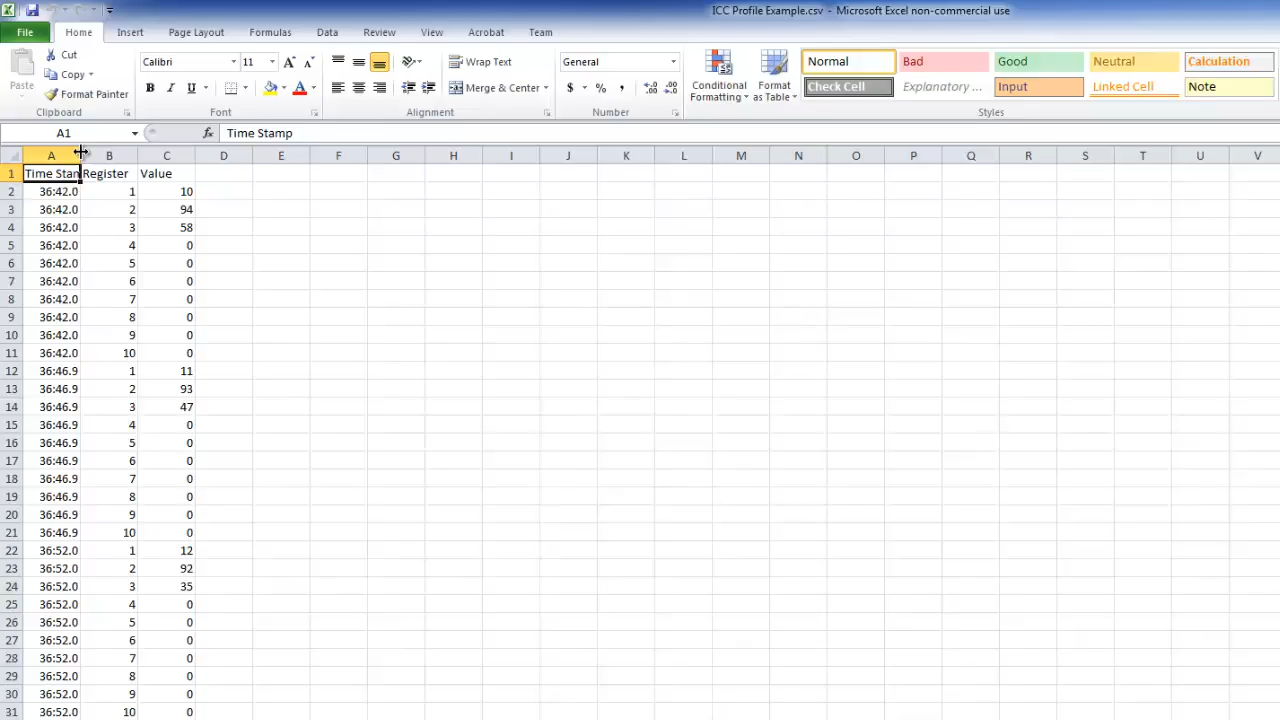 ICC Profile Example.csv - Microsoft Excel non-commercial use
File Home Insert Page Layout Formulas Data Review View Acrobat Team
Paste Cut Copy Format Painter Clipboard
Calibri 11 B I U A A A Font
Wrap Text Merge & Center Alignment
General $ % , .0 .00 .00 .0 Number
Conditional Formatting Format as Table
Normal Bad Good Neutral Calculation
Check Cell Explanatory ... Input Linked Cell Note
Styles
A1 fx Time Stamp
A B C D E F G H I J K L M N O P Q R S T U V
1 Time Stan Register Value
2 36:42.0 1 10
3 36:42.0 2 94
4 36:42.0 3 58
5 36:42.0 4 0
6 36:42.0 5 0
7 36:42.0 6 0
8 36:42.0 7 0
9 36:42.0 8 0
10 36:42.0 9 0
11 36:42.0 10 0
12 36:46.9 1 11
13 36:46.9 2 93
14 36:46.9 3 47
15 36:46.9 4 0
16 36:46.9 5 0
17 36:46.9 6 0
18 36:46.9 7 0
19 36:46.9 8 0
20 36:46.9 9 0
21 36:46.9 10 0
22 36:52.0 1 12
23 36:52.0 2 92
24 36:52.0 3 35
25 36:52.0 4 0
26 36:52.0 5 0
27 36:52.0 6 0
28 36:52.0 7 0
29 36:52.0 8 0
30 36:52.0 9 0
31 36:52.0 10 0